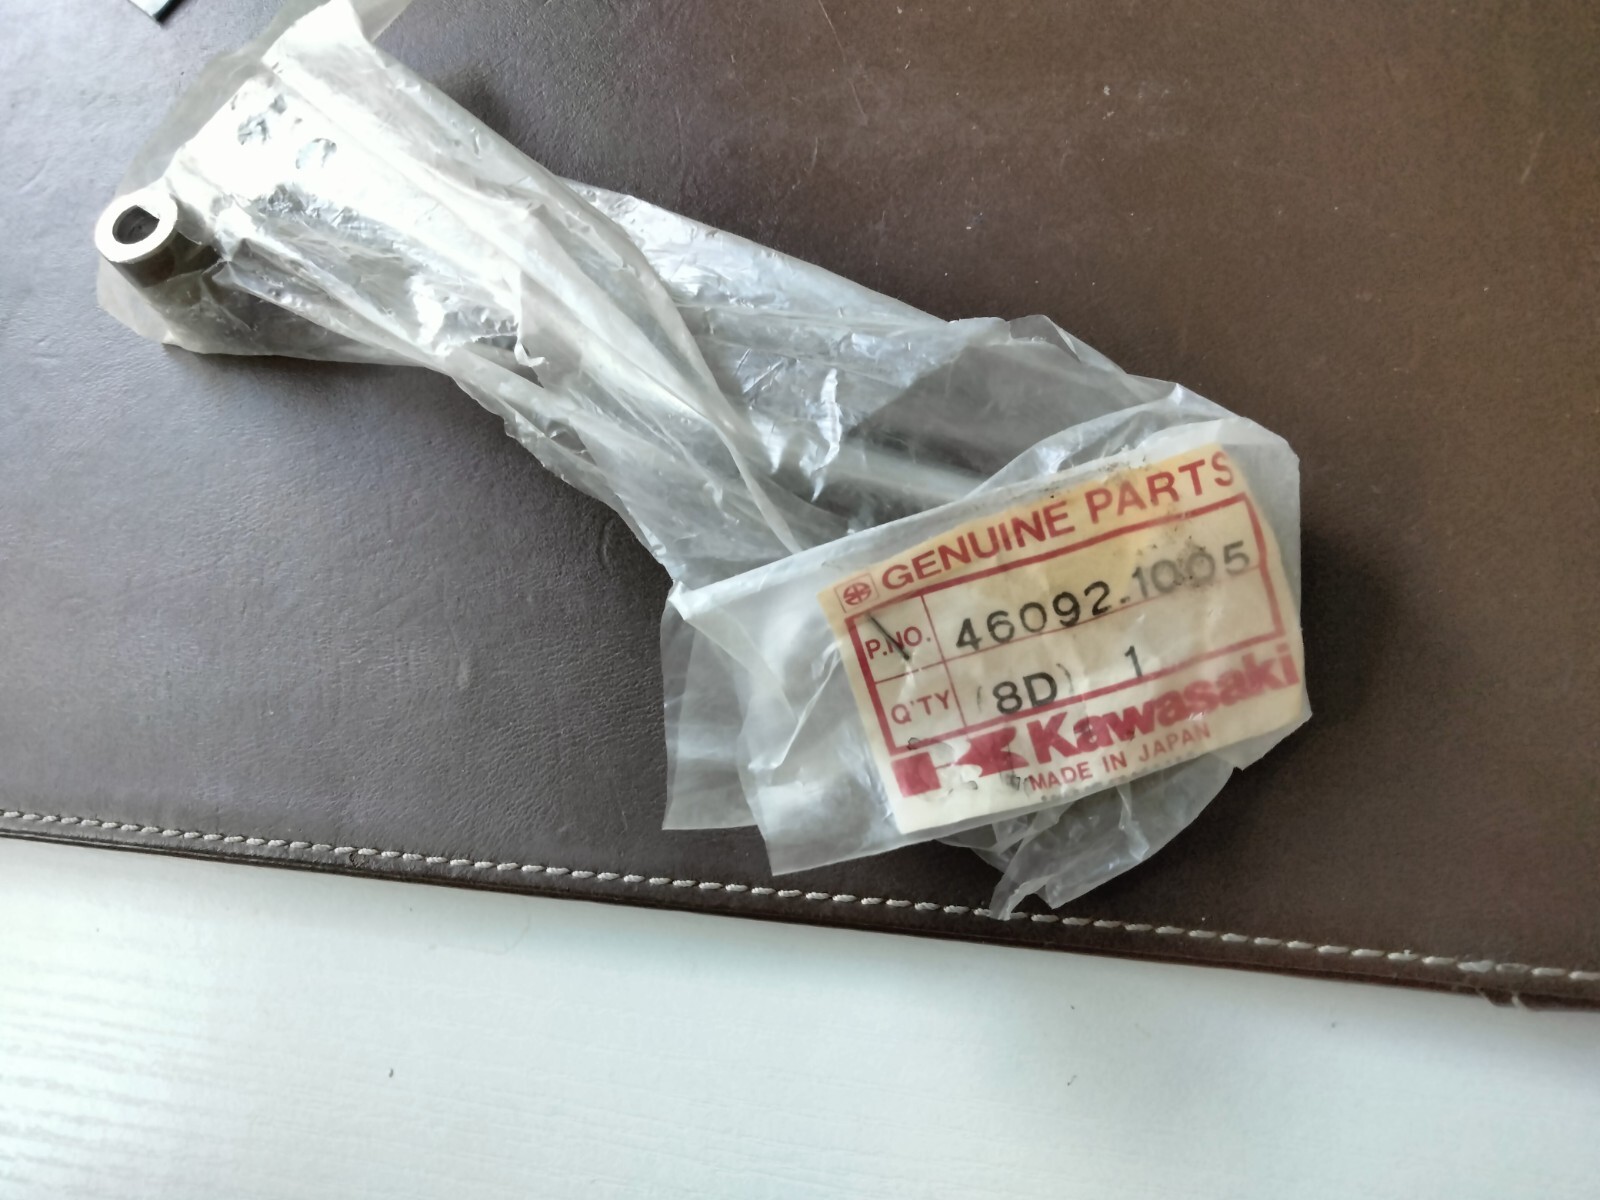 GENUINE PARTS
P.NO. 46092-1005
Q'TY (8D) 1
Kawasaki
MADE IN JAPAN